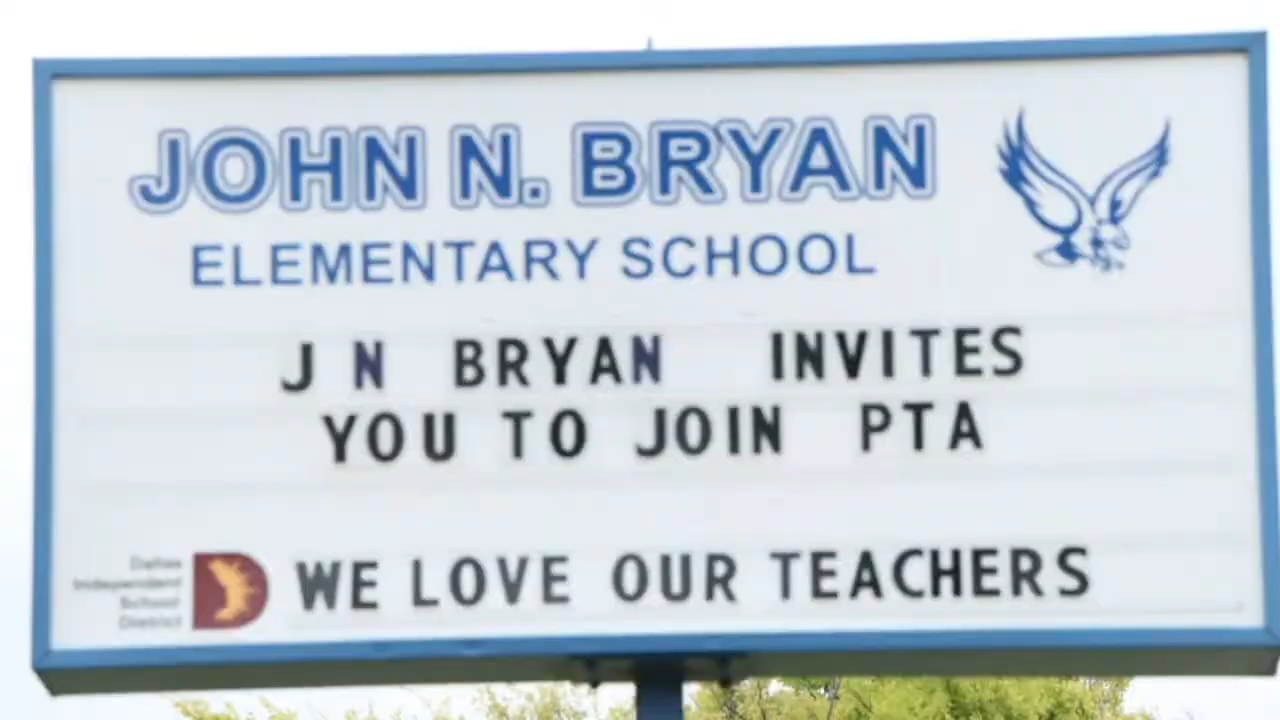 JOHN N. BRYAN
ELEMENTARY SCHOOL
J N BRYAN INVITES
YOU TO JOIN PTA
WE LOVE OUR TEACHERS
Dallas
Independent
School
District